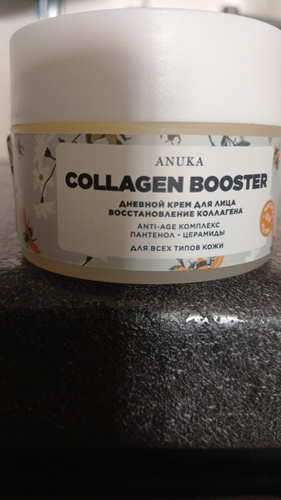 ANUKA
COLLAGEN BOOSTER
ДНЕВНОЙ КРЕМ ДЛЯ ЛИЦА
ВОССТАНОВЛЕНИЕ КОЛЛАГЕНА
ANTI-AGE КОМПЛЕКС
ПАНТЕНОЛ • ЦЕРАМИДЫ
ДЛЯ ВСЕХ ТИПОВ КОЖИ